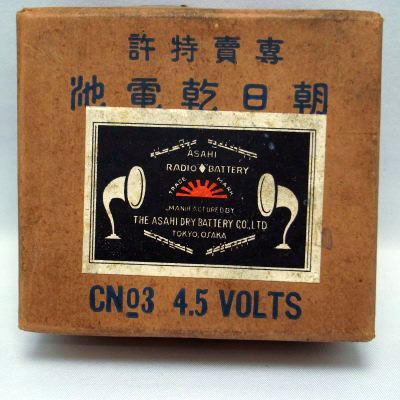 專賣特許
朝日乾電池
ASAHI
RADIO BATTERY
TRADE MARK
MANUFACTURED BY
THE ASAHI DRY BATTERY CO., LTD
TOKYO, OSAKA
CNo3 4.5 VOLTS